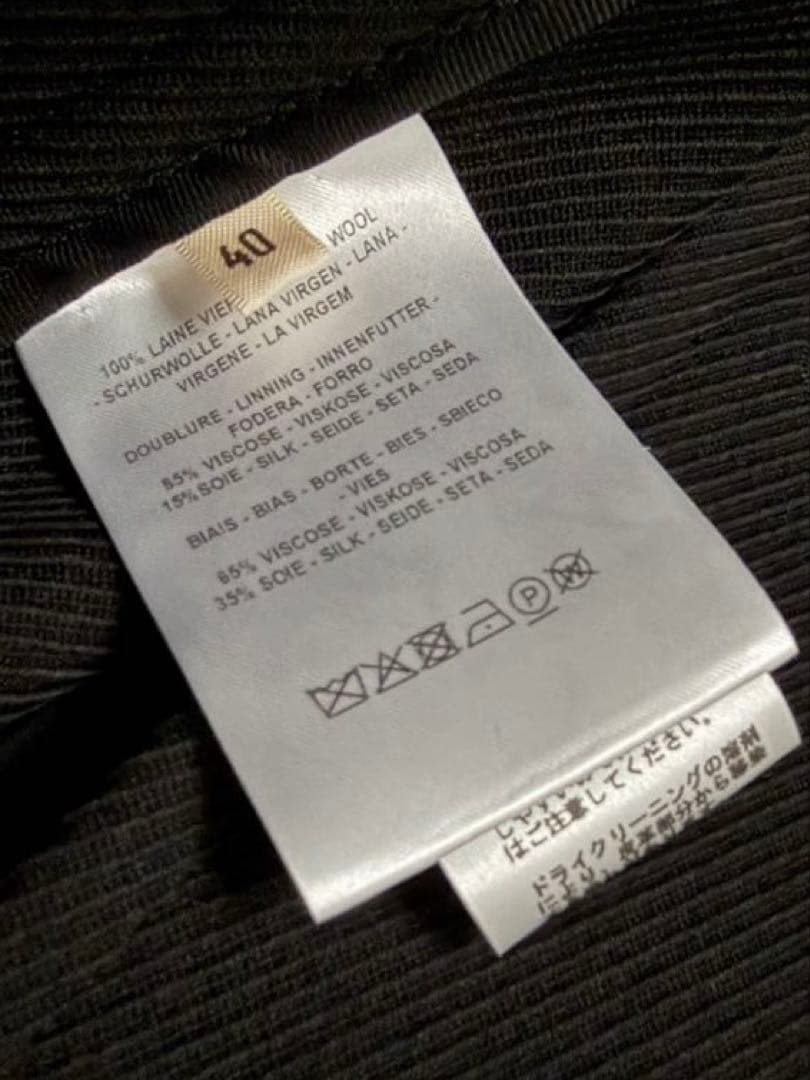 40
100% LAINE VIER WOOL
- SCHURWOLLE - LANA VIRGEN - LANA -
VIRGENE - LA VIRGEM
DOUBLURE - LINNING - INNENFUTTER -
FODERA - FORRO
85% VISCOSE - VISKOSE - VISCOSA
15% SOIE - SILK - SEIDE - SETA - SEDA
BIAIS - BIAS - BORTE - BIES - SBIECO
- VIES
65% VISCOSE - VISKOSE - VISCOSA
35% SOIE - SILK - SEIDE - SETA - SEDA
P W
はご注意してください。
ドライクリーニングの